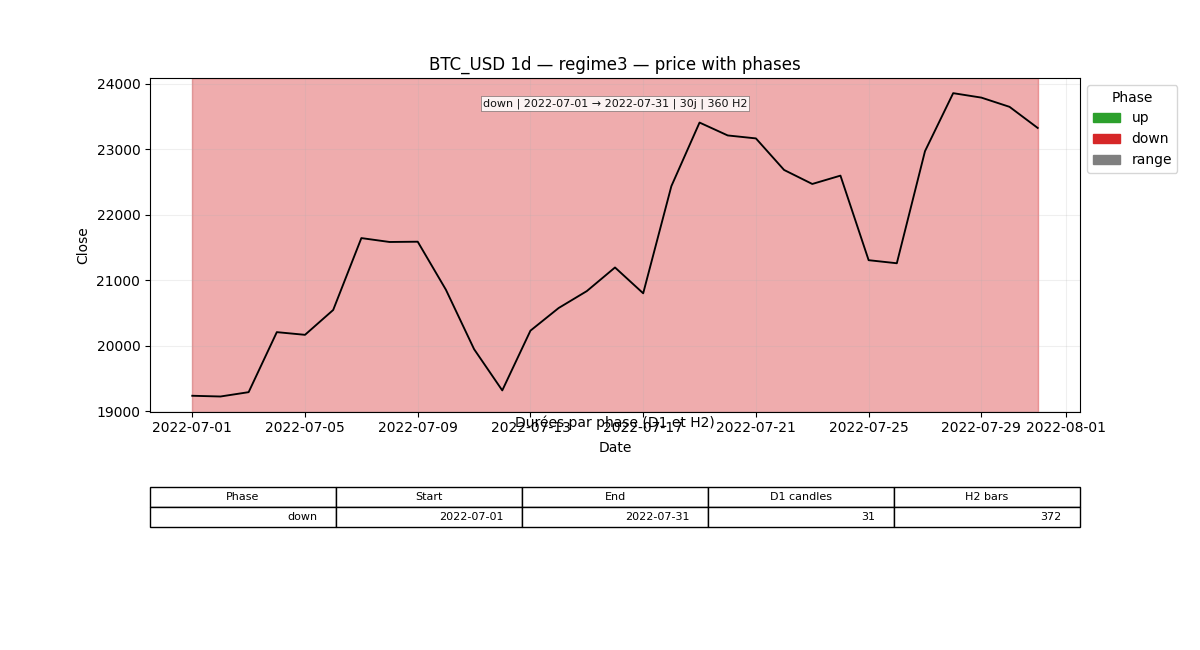 BTC_USD 1d — regime3 — price with phases
24000
23000
22000
21000
20000
19000
Close
down | 2022-07-01 → 2022-07-31 | 30j | 360 H2
Phase
up
down
range
2022-07-01 2022-07-05 2022-07-09 2022-07-13 2022-07-17 2022-07-21 2022-07-25 2022-07-29 2022-08-01
Durées par phase (D1 et H2)
Date
Phase Start End D1 candles H2 bars
down 2022-07-01 2022-07-31 31 372